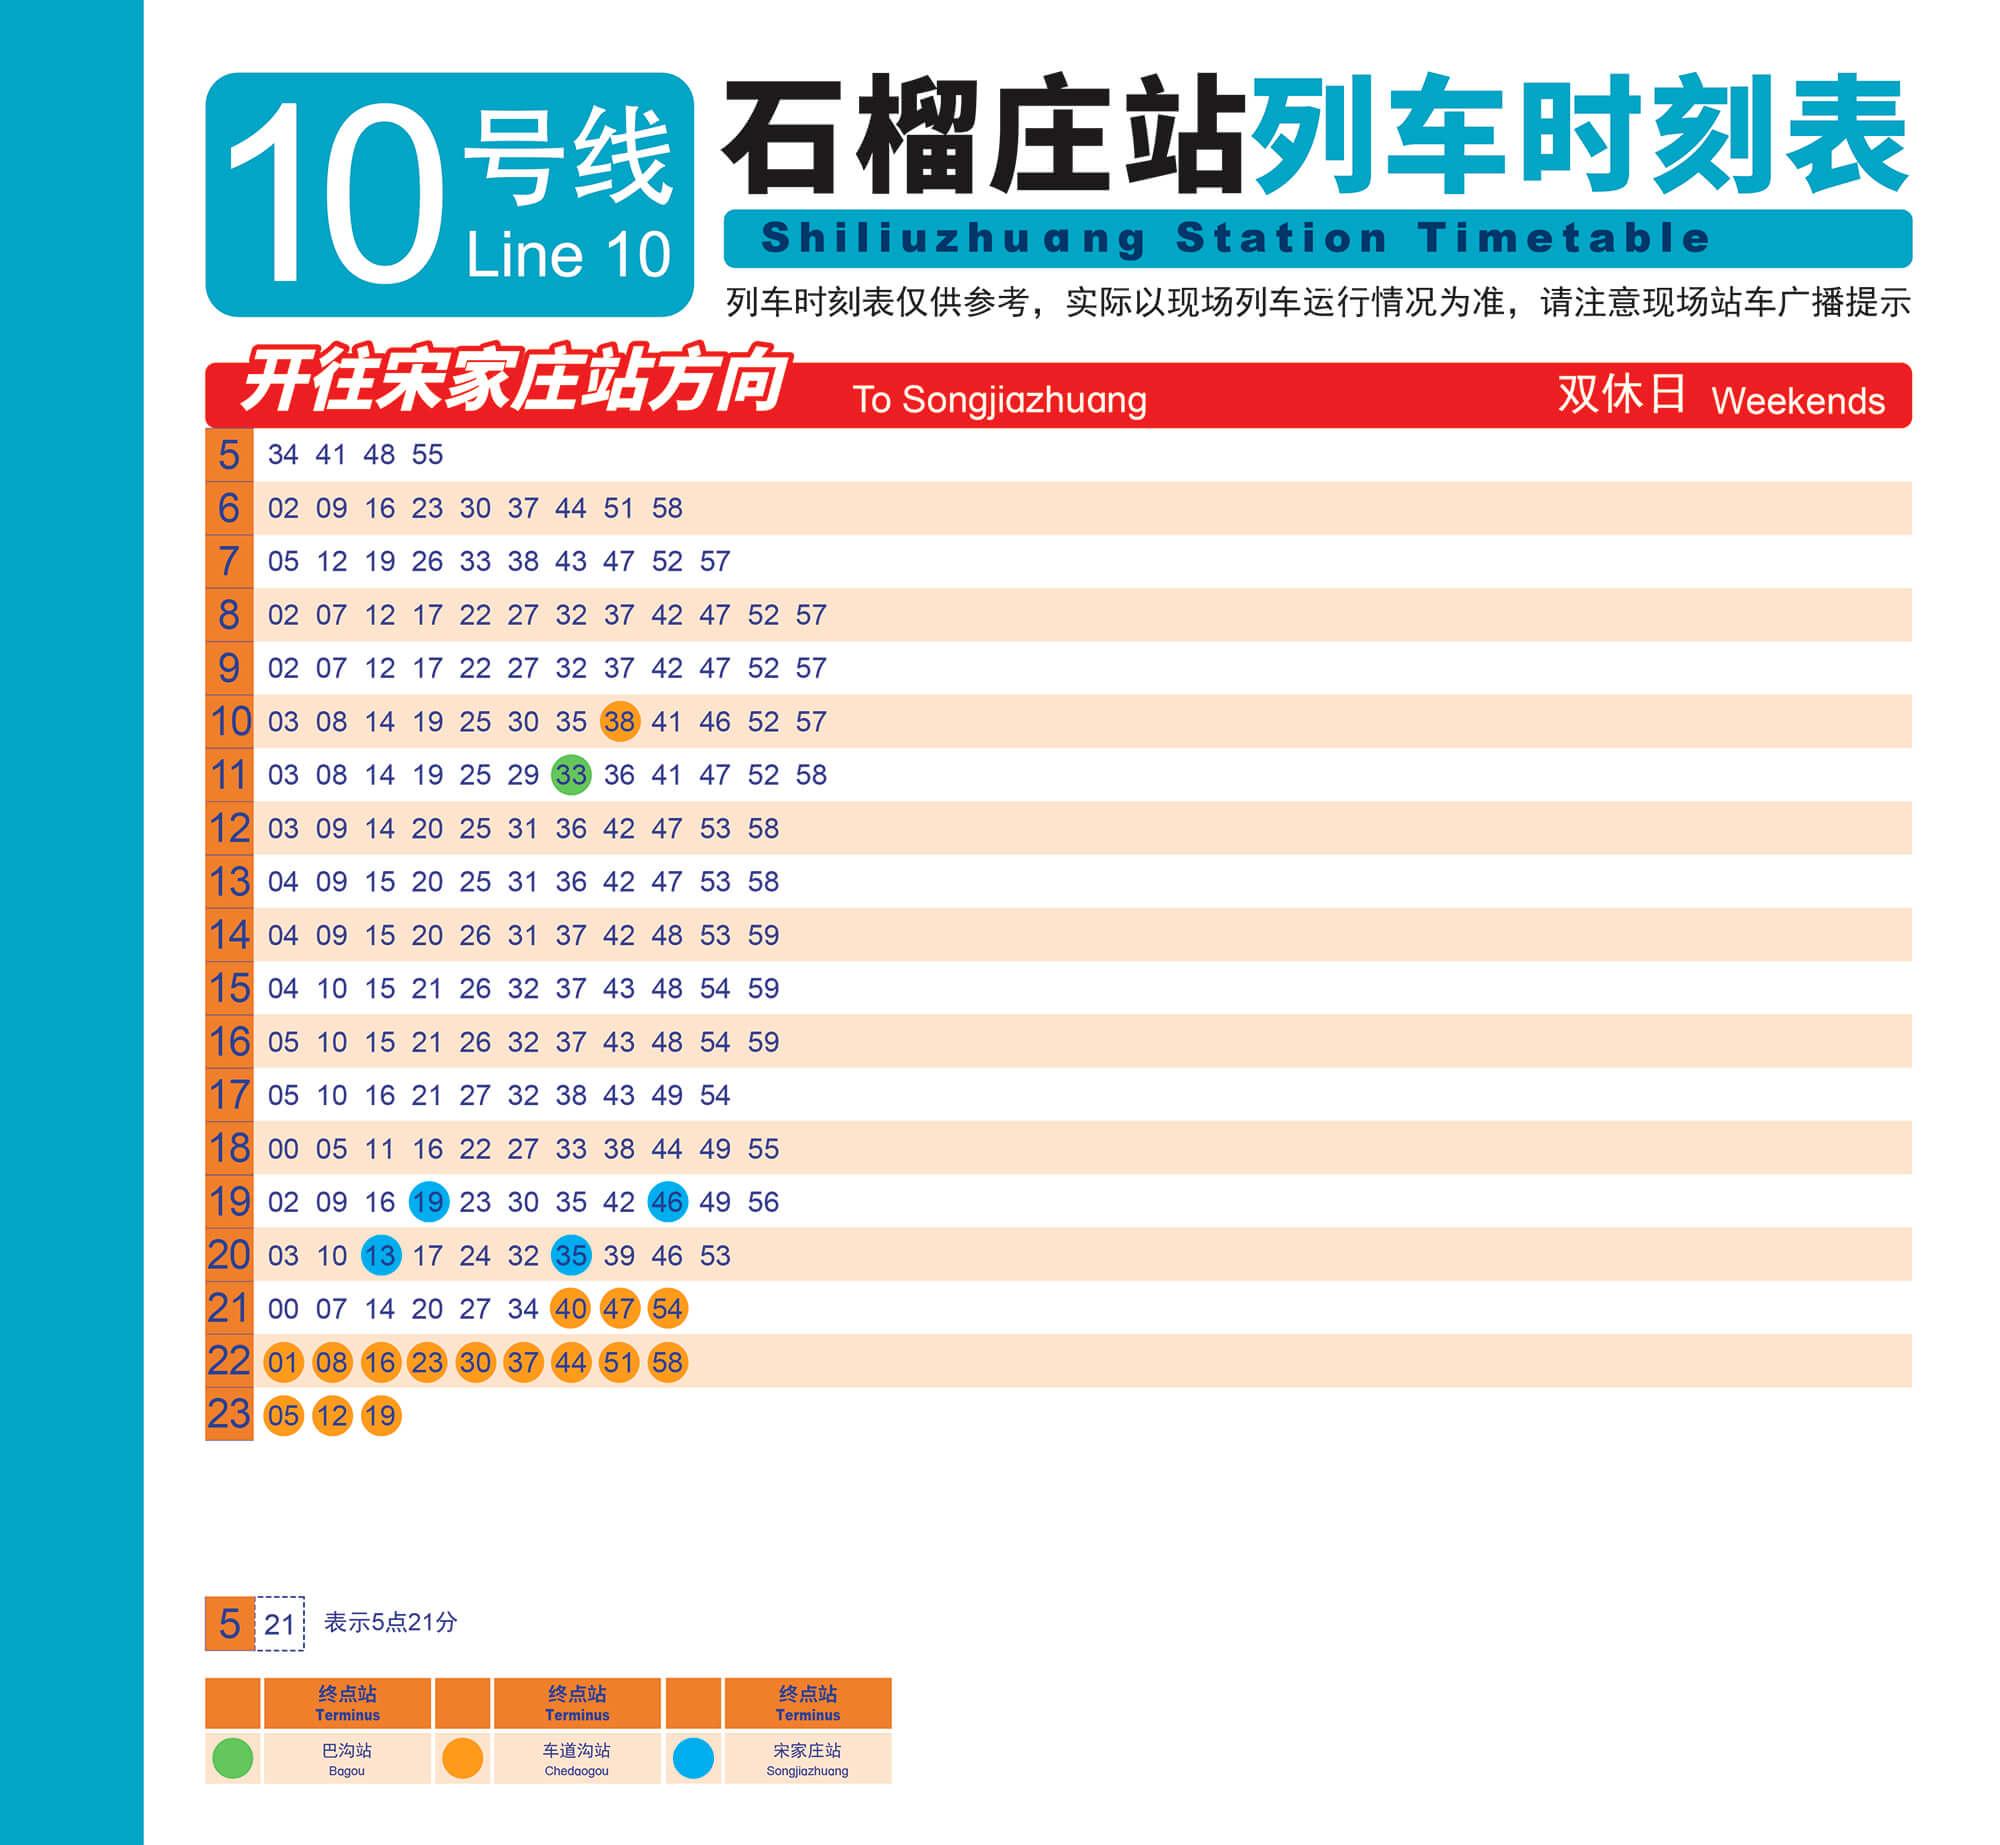 10号线
Line 10
石榴庄站列车时刻表
Shiliuzhuang Station Timetable
列车时刻表仅供参考，实际以现场列车运行情况为准，请注意现场站车广播提示
开往宋家庄站方向 To Songjiazhuang 双休日 Weekends
5 34 41 48 55
6 02 09 16 23 30 37 44 51 58
7 05 12 19 26 33 38 43 47 52 57
8 02 07 12 17 22 27 32 37 42 47 52 57
9 02 07 12 17 22 27 32 37 42 47 52 57
10 03 08 14 19 25 30 35 38 41 46 52 57
11 03 08 14 19 25 29 33 36 41 47 52 58
12 03 09 14 20 25 31 36 42 47 53 58
13 04 09 15 20 25 31 36 42 47 53 58
14 04 09 15 20 26 31 37 42 48 53 59
15 04 10 15 21 26 32 37 43 48 54 59
16 05 10 15 21 26 32 37 43 48 54 59
17 05 10 16 21 27 32 38 43 49 54
18 00 05 11 16 22 27 33 38 44 49 55
19 02 09 16 19 23 30 35 42 46 49 56
20 03 10 13 17 24 32 35 39 46 53
21 00 07 14 20 27 34 40 47 54
22 01 08 16 23 30 37 44 51 58
23 05 12 19
5 21 表示5点21分
终点站 终点站 终点站
Terminus Terminus Terminus
巴沟站 车道沟站 宋家庄站
Bagou Chedaogou Songjiazhuang